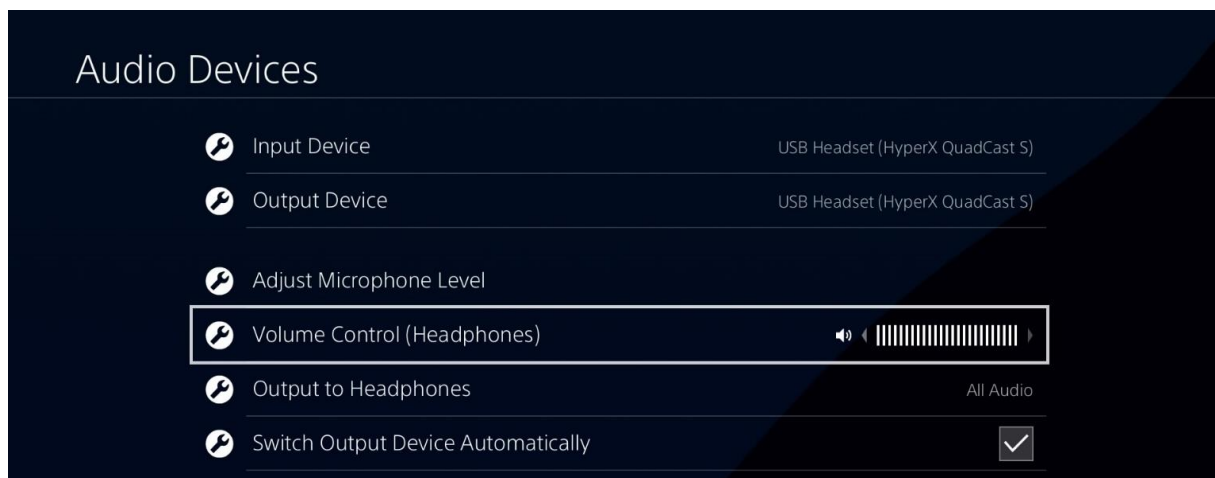 Audio Devices
Input Device USB Headset (HyperX QuadCast S)
Output Device USB Headset (HyperX QuadCast S)
Adjust Microphone Level
Volume Control (Headphones)
Output to Headphones All Audio
Switch Output Device Automatically